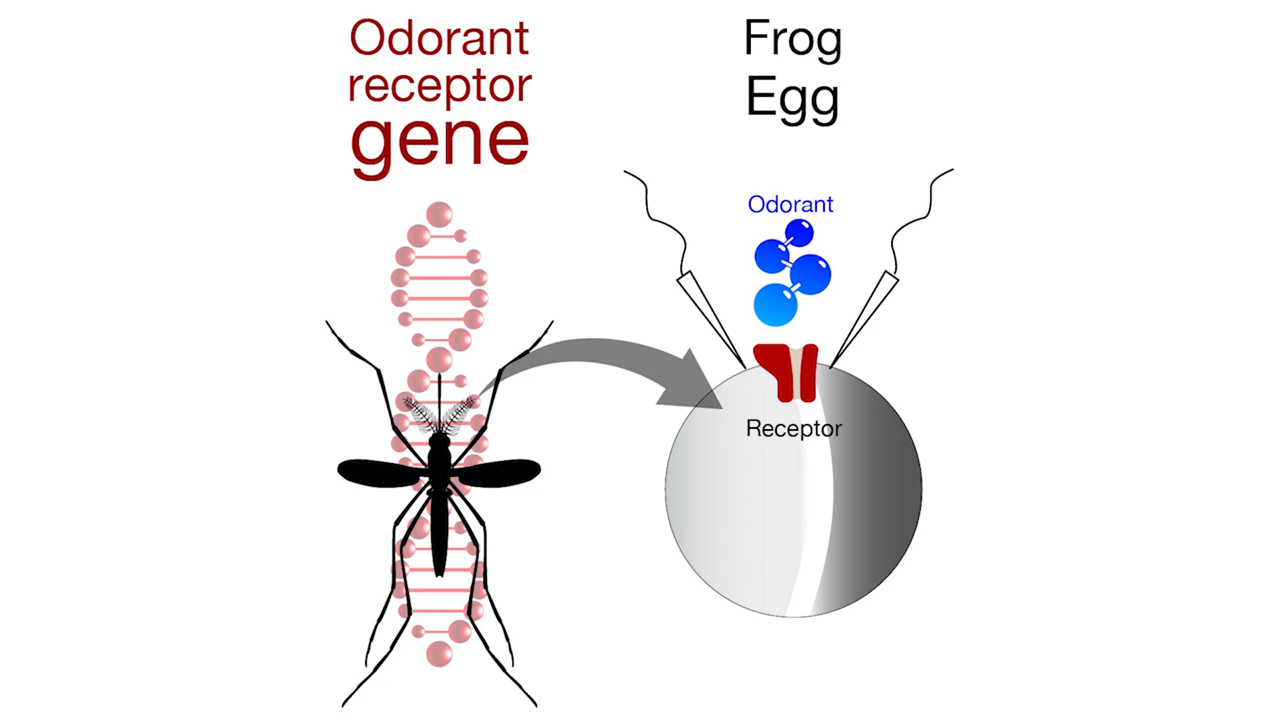 Odorant
receptor
gene
Frog
Egg
Odorant
Receptor